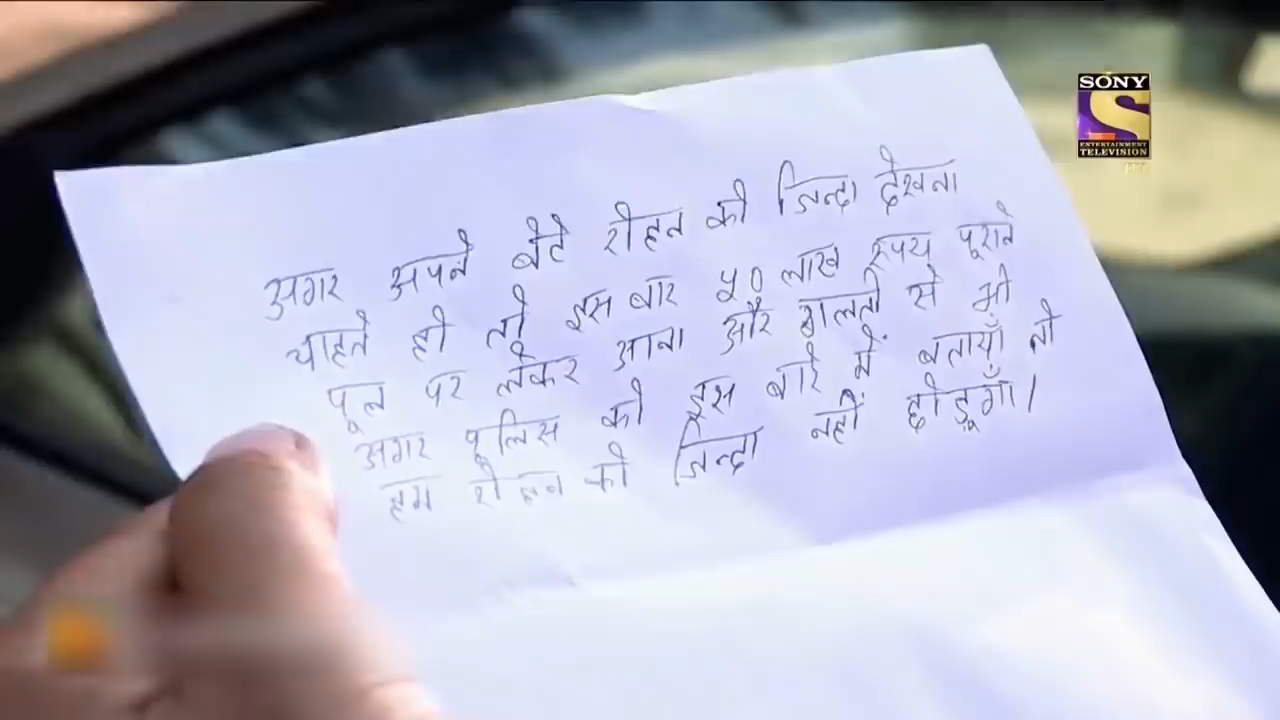 SONY
ENTERTAINMENT
TELEVISION
अगर अपने बेटे रोहन को जिन्दा देखना
चाहते हो तो इस बार ५० लाख रुपय पूराने
पूल पर लेकर आना और गलती से भी
अगर पूलिस को इस बारे में बतायाँ तो
हम रोहन को जिन्दा नहीं छोडूगाँ।